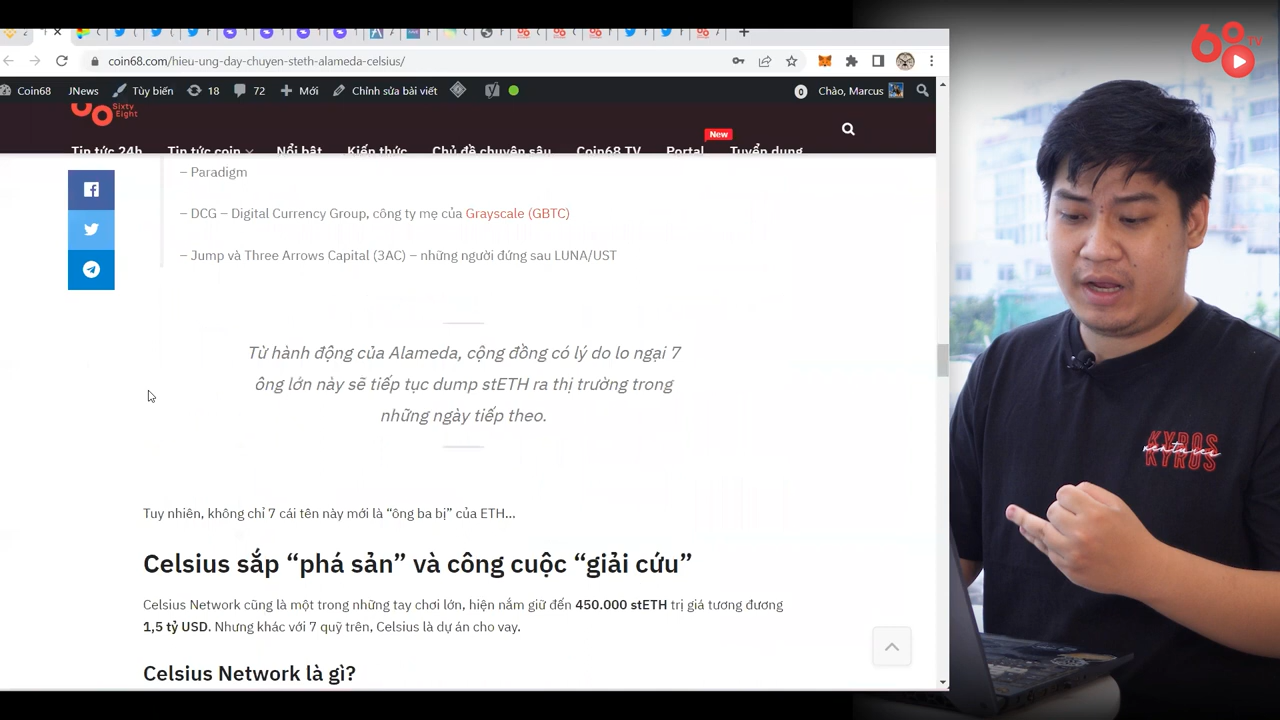 coin68.com/hieu-ung-day-chuyen-steth-alameda-celsius/
Coin68 JNews Tùy biến 18 72 Mới Chỉnh sửa bài viết 0 Chào, Marcus
Sixty
Eight
New
Tin tức 24h Tin tức coin Nổi bật Kiến thức Chủ đề chuyên sâu Coin68 TV Portal Tuyển dụng
– Paradigm
– DCG – Digital Currency Group, công ty mẹ của Grayscale (GBTC)
– Jump và Three Arrows Capital (3AC) – những người đứng sau LUNA/UST
Từ hành động của Alameda, cộng đồng có lý do lo ngại 7
ông lớn này sẽ tiếp tục dump stETH ra thị trường trong
những ngày tiếp theo.
Tuy nhiên, không chỉ 7 cái tên này mới là “ông ba bị” của ETH...
Celsius sắp “phá sản” và công cuộc “giải cứu”
Celsius Network cũng là một trong những tay chơi lớn, hiện nắm giữ đến 450.000 stETH trị giá tương đương
1,5 tỷ USD. Nhưng khác với 7 quỹ trên, Celsius là dự án cho vay.
Celsius Network là gì?
68 TV
KYROS
ventures
KYROS